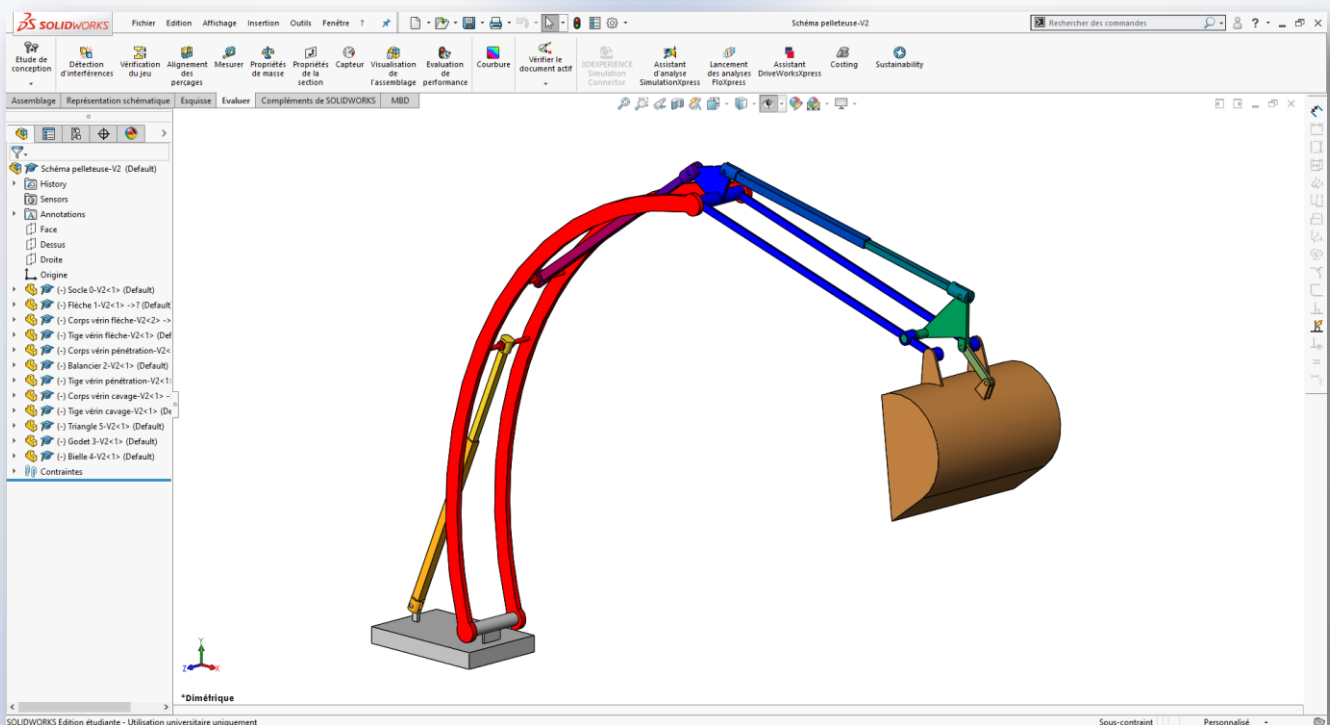 SOLIDWORKS Fichier Edition Affichage Insertion Outils Fenêtre ? Schéma pelleteuse-V2 Rechercher des commandes
Etude de conception
Détection d'interférences
Vérification du jeu
Alignement des perçages
Mesurer
Propriétés de masse
Propriétés de la section
Capteur
Visualisation de l'assemblage
Evaluation de performance
Courbure
Vérifier le document actif
3DEXPERIENCE Simulation Connector
Assistant d'analyse SimulationXpress
Lancement des analyses FloXpress
Assistant DriveWorksXpress
Costing
Sustainability
Assemblage Représentation schématique Esquisse Evaluer Compléments de SOLIDWORKS MBD
Schéma pelleteuse-V2 (Default)
History
Sensors
Annotations
Face
Dessus
Droite
Origine
(-) Socle 0-V2<1> (Default)
(-) Flèche 1-V2<1> ->? (Default
(-) Corps vérin flèche-V2<2> ->
(-) Tige vérin flèche-V2<1> (Def
(-) Corps vérin pénétration-V2<
(-) Balancier 2-V2<1> (Default)
(-) Tige vérin pénétration-V2<1
(-) Corps vérin cavage-V2<1> -
(-) Tige vérin cavage-V2<1> (De
(-) Triangle 5-V2<1> (Default)
(-) Godet 3-V2<1> (Default)
(-) Bielle 4-V2<1> (Default)
Contraintes
Y
Z X
*Dimétrique
SOLIDWORKS Edition étudiante - Utilisation universitaire uniquement Sous-contraint Personnalisé